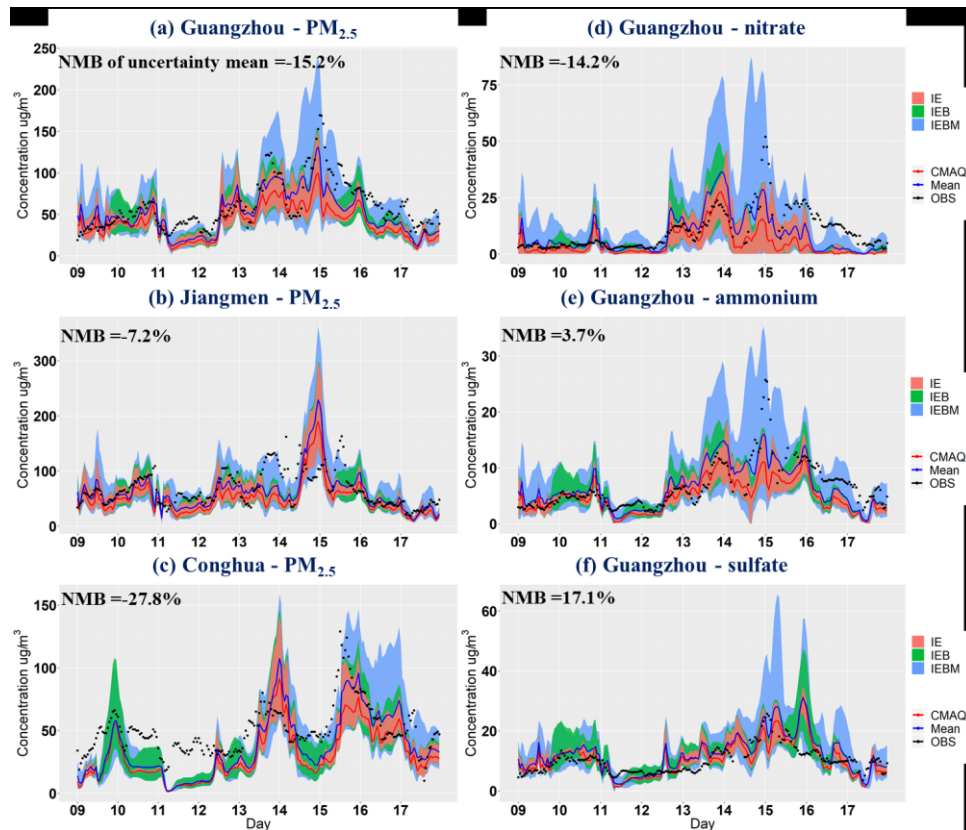 (a) Guangzhou - PM2.5
NMB of uncertainty mean =-15.2%
Concentration ug/m3
250
200
150
100
50
0
09 10 11 12 13 14 15 16 17
(d) Guangzhou - nitrate
NMB =-14.2%
Concentration ug/m3
75
50
25
0
09 10 11 12 13 14 15 16 17
IE
IEB
IEBM
CMAQ
Mean
OBS
(b) Jiangmen - PM2.5
NMB =-7.2%
Concentration ug/m3
300
200
100
0
09 10 11 12 13 14 15 16 17
(e) Guangzhou - ammonium
NMB =3.7%
Concentration ug/m3
30
20
10
0
09 10 11 12 13 14 15 16 17
IE
IEB
IEBM
CMAQ
Mean
OBS
(c) Conghua - PM2.5
NMB =-27.8%
Concentration ug/m3
150
100
50
0
09 10 11 12 13 14 15 16 17
Day
(f) Guangzhou - sulfate
NMB =17.1%
Concentration ug/m3
60
40
20
0
09 10 11 12 13 14 15 16 17
Day
IE
IEB
IEBM
CMAQ
Mean
OBS